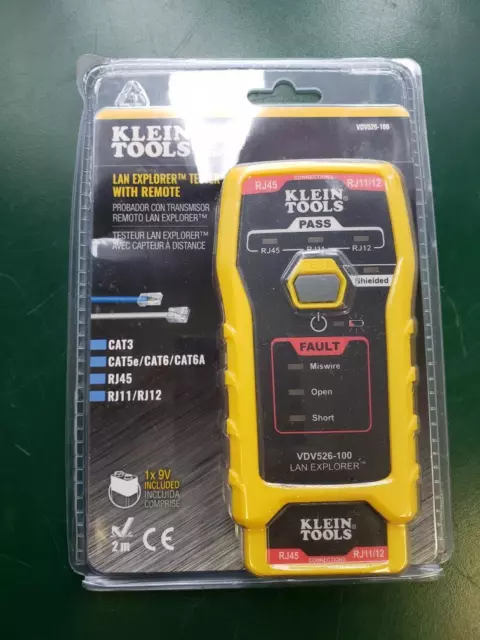 VDV526-100
KLEIN
TOOLS
LAN EXPLORER™ TESTER
WITH REMOTE
PROBADOR CON TRANSMISOR
REMOTO LAN EXPLORER™
TESTEUR LAN EXPLORER™
AVEC CAPTEUR À DISTANCE
CAT3
CAT5e/CAT6/CAT6A
RJ45
RJ11/RJ12
1x 9V
INCLUDED
INCLUIDA
COMPRISE
2 m
CE
CONNECTIONS
RJ45
RJ11/12
KLEIN
TOOLS®
PASS
RJ45
RJ11
RJ12
Shielded
FAULT
Miswire
Open
Short
VDV526-100
LAN EXPLORER™
KLEIN
TOOLS®
RJ45
CONNECTIONS
RJ11/12